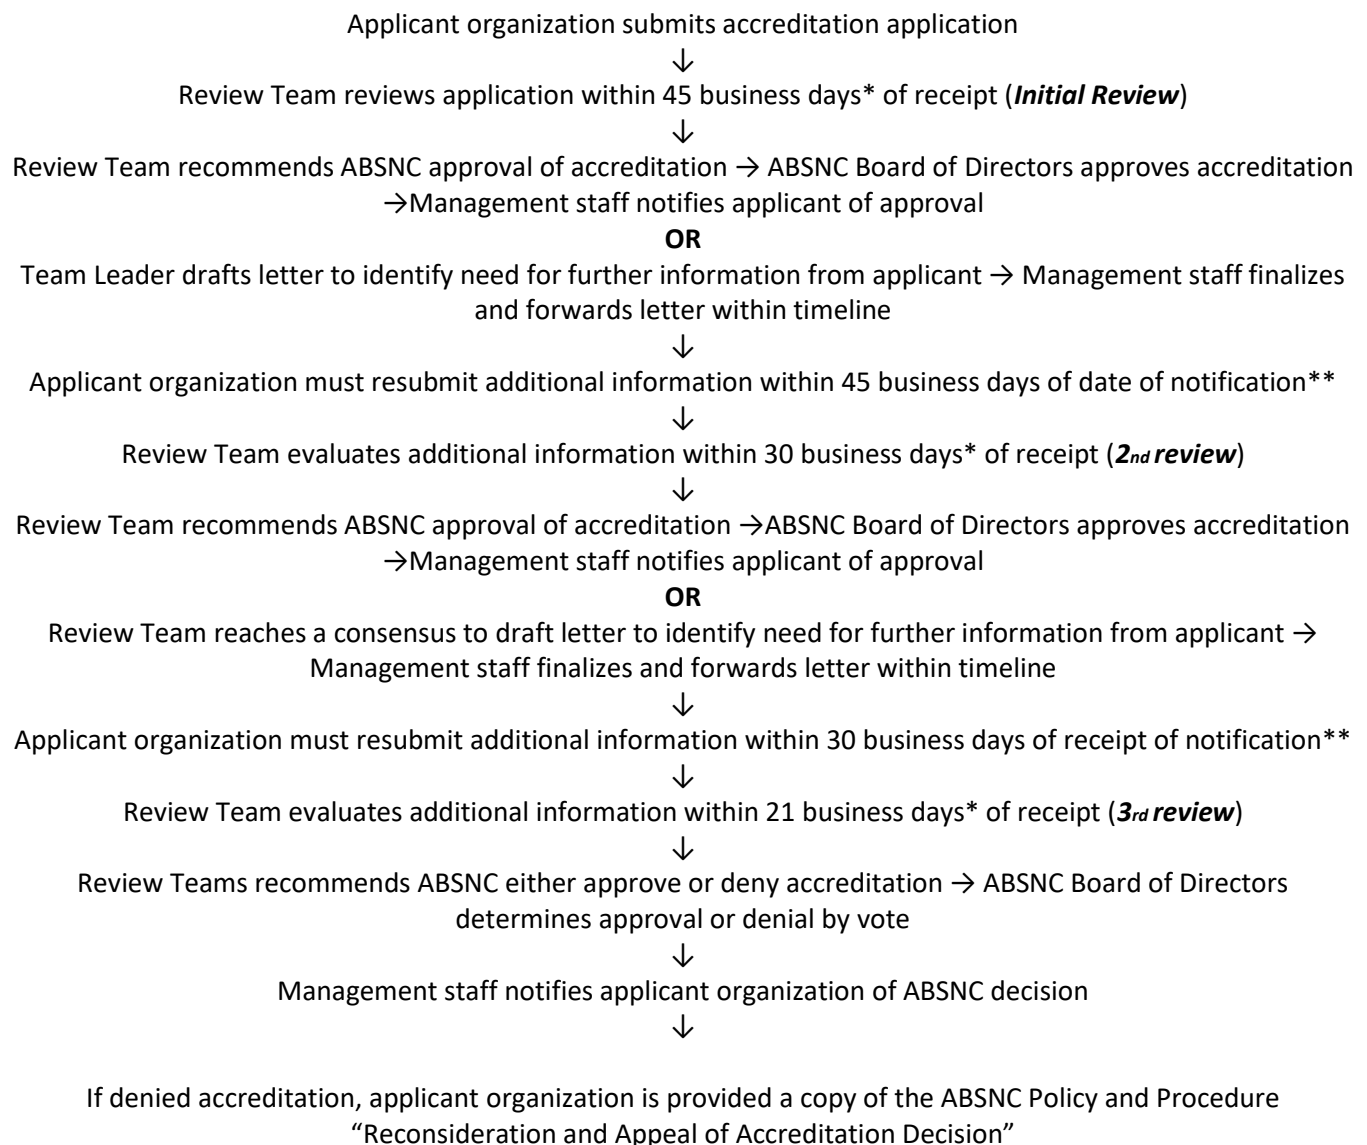 Applicant organization submits accreditation application
↓
Review Team reviews application within 45 business days* of receipt (Initial Review)
↓
Review Team recommends ABSNC approval of accreditation → ABSNC Board of Directors approves accreditation
→Management staff notifies applicant of approval
OR
Team Leader drafts letter to identify need for further information from applicant → Management staff finalizes
and forwards letter within timeline
↓
Applicant organization must resubmit additional information within 45 business days of date of notification**
↓
Review Team evaluates additional information within 30 business days* of receipt (2nd review)
↓
Review Team recommends ABSNC approval of accreditation →ABSNC Board of Directors approves accreditation
→Management staff notifies applicant of approval
OR
Review Team reaches a consensus to draft letter to identify need for further information from applicant →
Management staff finalizes and forwards letter within timeline
↓
Applicant organization must resubmit additional information within 30 business days of receipt of notification**
↓
Review Team evaluates additional information within 21 business days* of receipt (3rd review)
↓
Review Teams recommends ABSNC either approve or deny accreditation → ABSNC Board of Directors
determines approval or denial by vote
↓
Management staff notifies applicant organization of ABSNC decision
↓
If denied accreditation, applicant organization is provided a copy of the ABSNC Policy and Procedure
“Reconsideration and Appeal of Accreditation Decision”